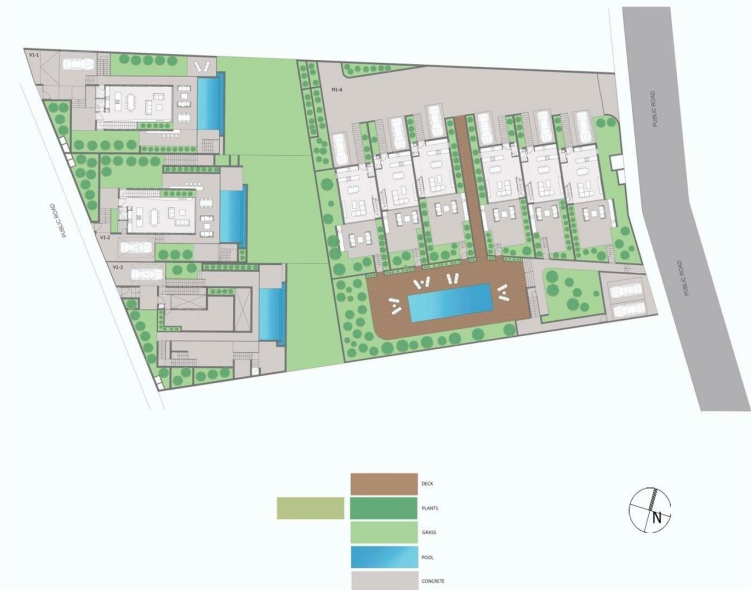 V1-1
M1-6
PUBLIC ROAD
PUBLIC ROAD
V1-2
V1-3
PUBLIC ROAD
DECK
PLANTS
GRASS
POOL
CONCRETE
N